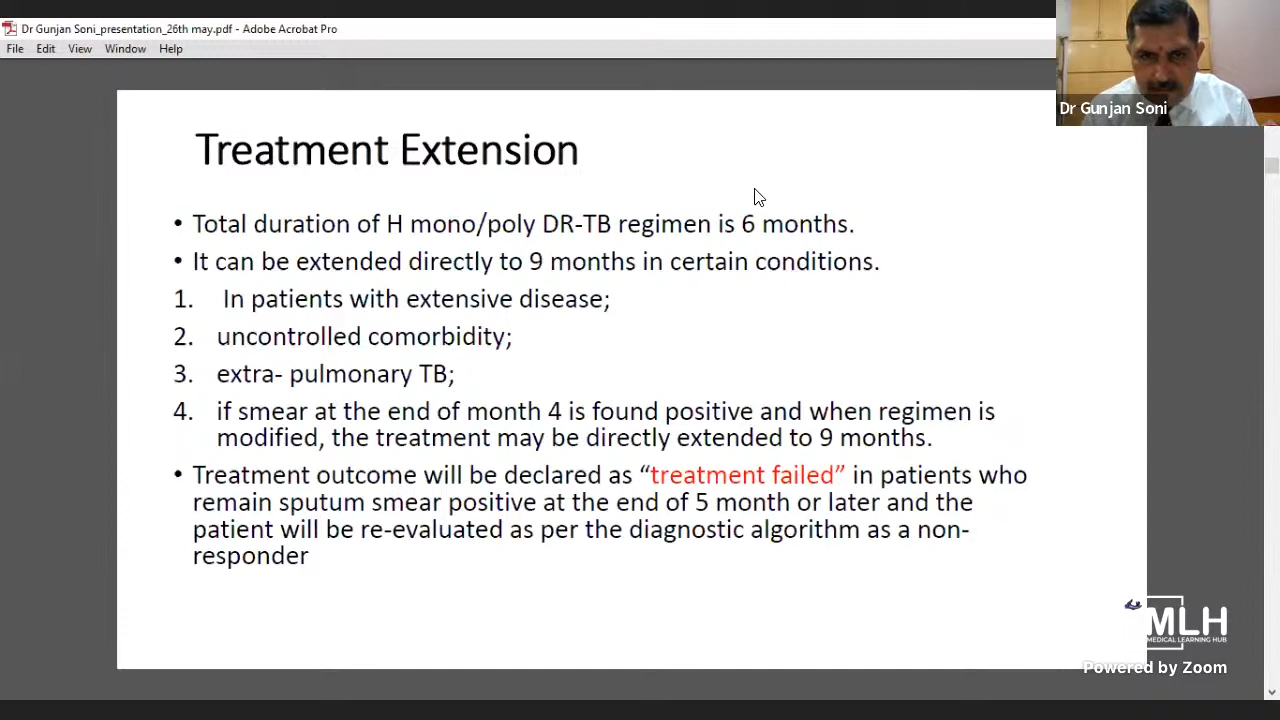 Dr Gunjan Soni_presentation_26th may.pdf - Adobe Acrobat Pro
File Edit View Window Help
Dr Gunjan Soni
Treatment Extension
• Total duration of H mono/poly DR-TB regimen is 6 months.
• It can be extended directly to 9 months in certain conditions.
1. In patients with extensive disease;
2. uncontrolled comorbidity;
3. extra- pulmonary TB;
4. if smear at the end of month 4 is found positive and when regimen is
modified, the treatment may be directly extended to 9 months.
• Treatment outcome will be declared as “treatment failed” in patients who
remain sputum smear positive at the end of 5 month or later and the
patient will be re-evaluated as per the diagnostic algorithm as a non-
responder
MLH
MEDICAL LEARNING HUB
Powered by Zoom